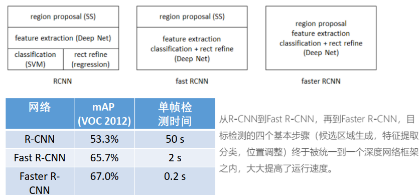 region proposal (SS)
feature extraction (Deep Net)
classification (SVM)
rect refine (regression)
RCNN
region proposal (SS)
feature extraction
classification + rect refine
(Deep Net)
fast RCNN
region proposal
feature extraction
classification + rect refine
(Deep Net)
faster RCNN
网络
mAP (VOC 2012)
单帧检测时间
R-CNN
53.3%
50 s
Fast R-CNN
65.7%
2 s
Faster R-CNN
67.0%
0.2 s
从R-CNN到Fast R-CNN，再到Faster R-CNN，目
标检测的四个基本步骤（候选区域生成，特征提取
分类，位置调整）终于被统一到一个深度网络框架
之内，大大提高了运行速度。